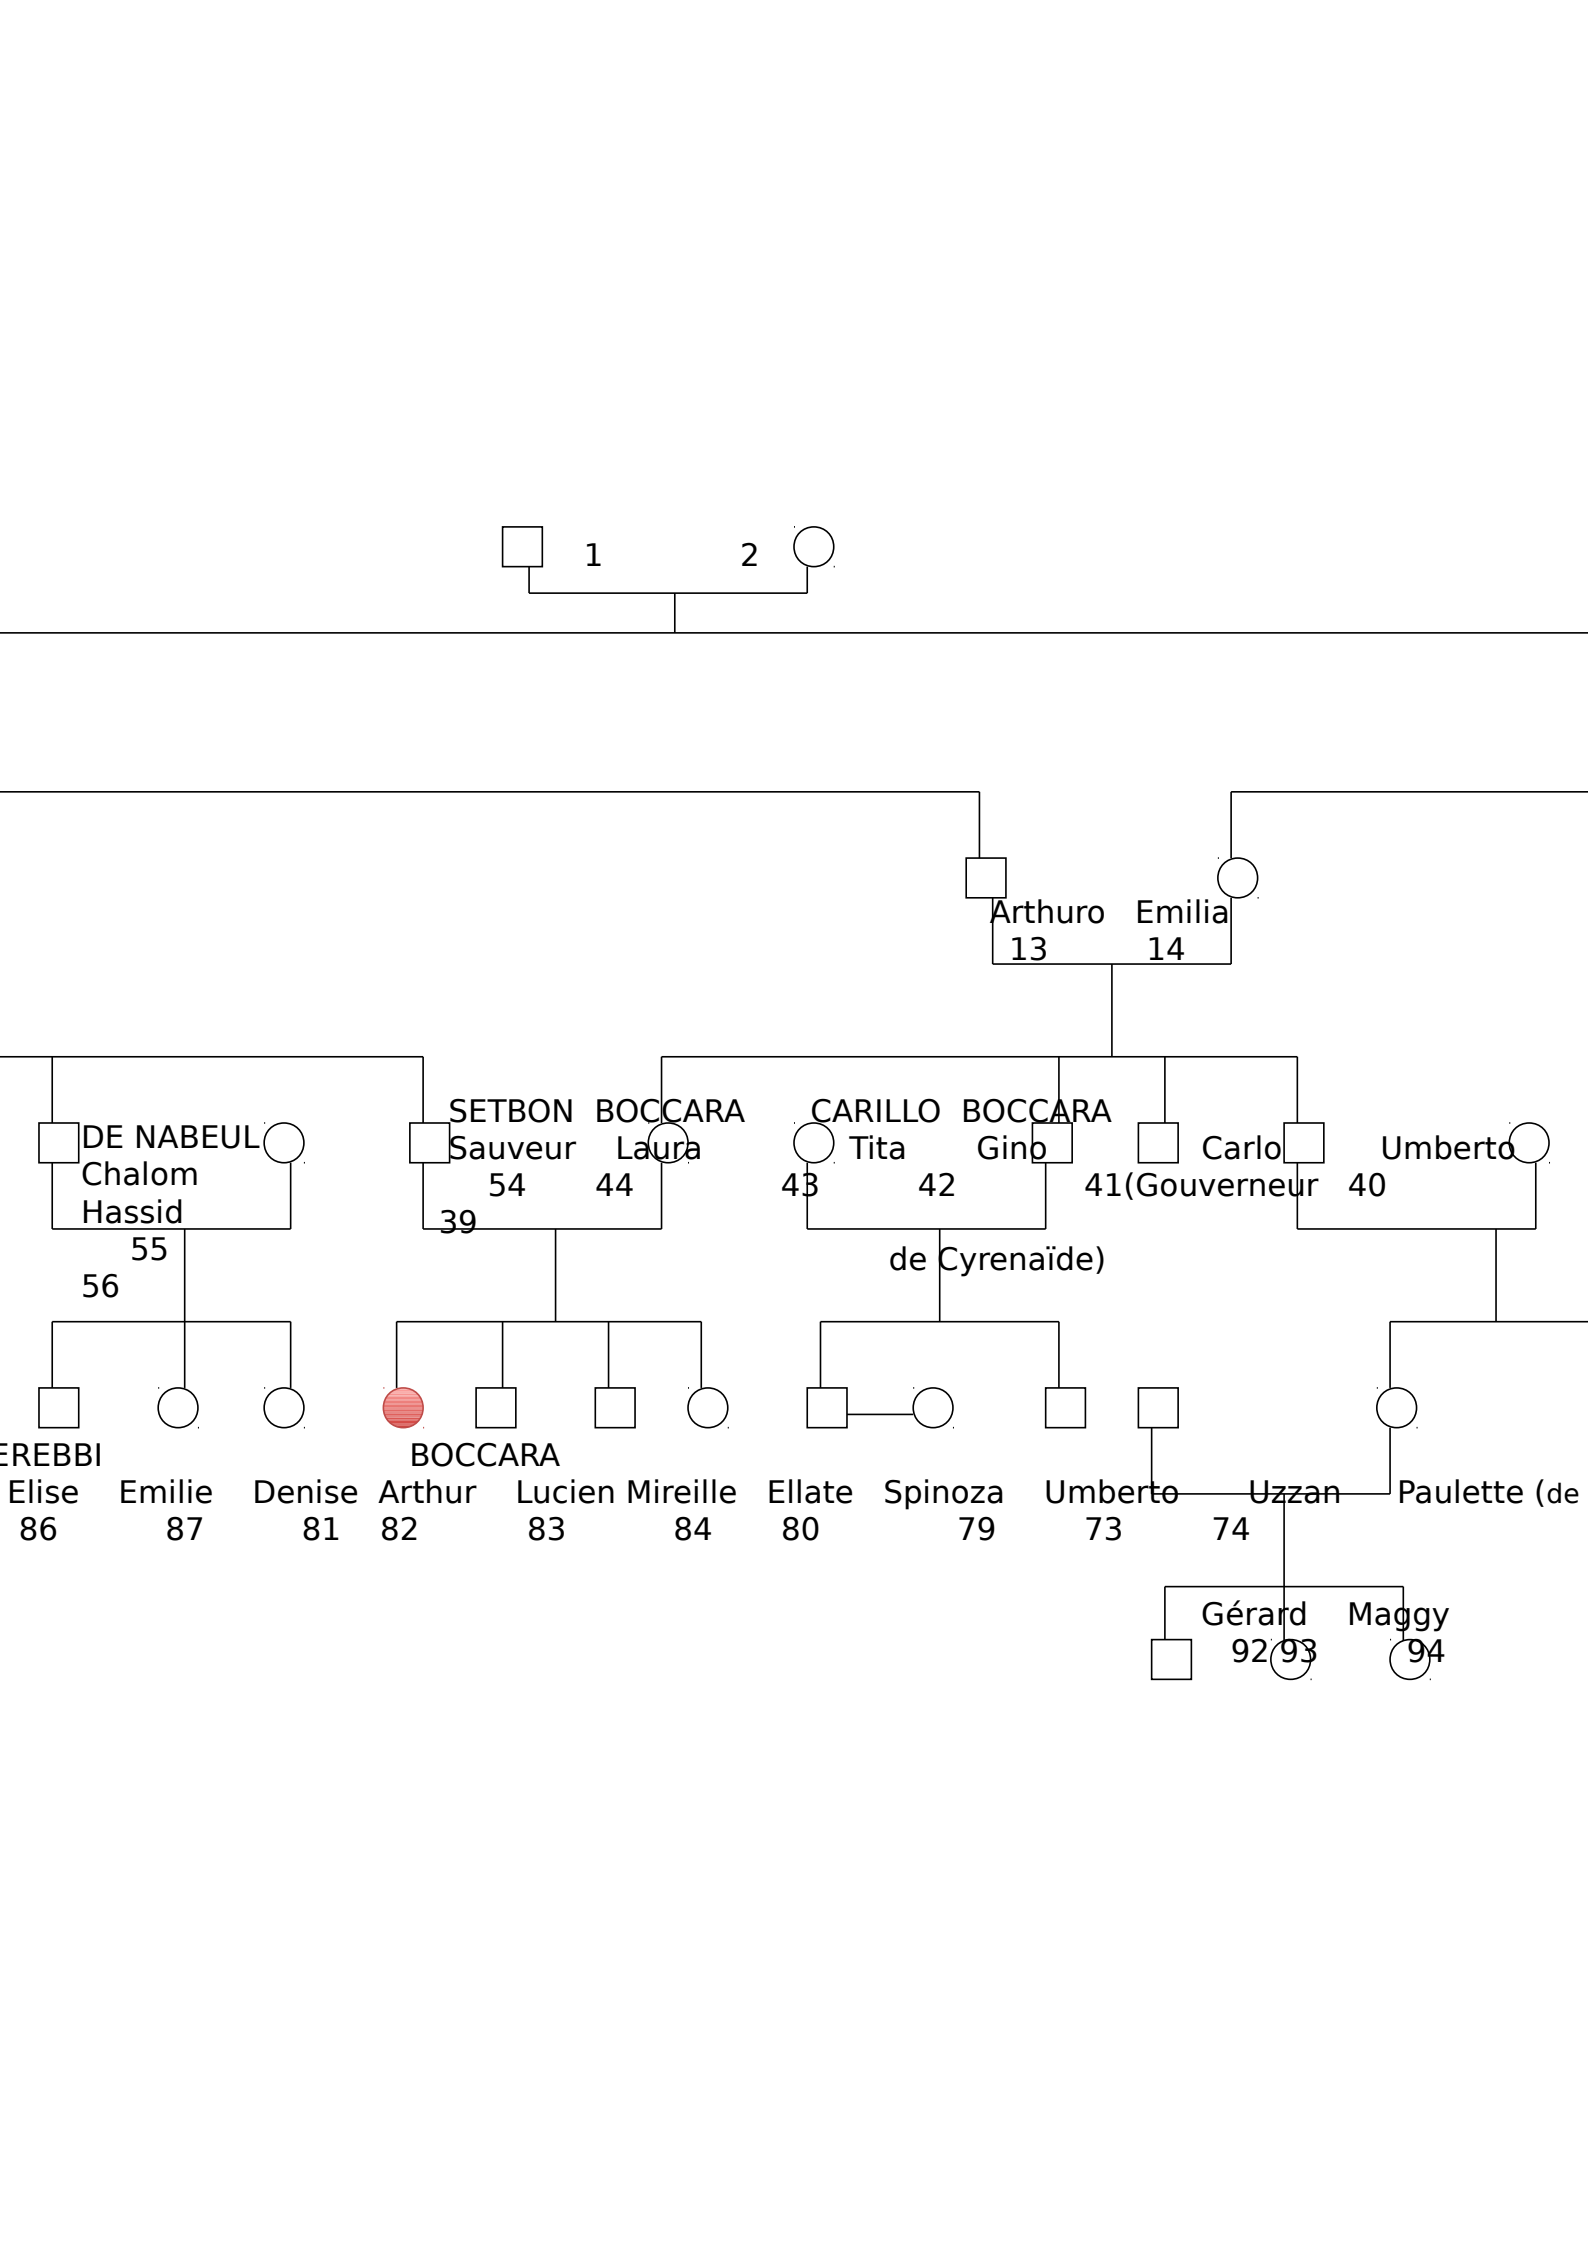 1 2
Arthuro Emilia
13 14
SETBON BOCCARA CARILLO BOCCARA
DE NABEUL
Sauveur Laura Tita Gino Carlo Umberto
Chalom
54 44 43 42 41(Gouverneur 40
Hassid
39
55
de Cyrenaïde)
56
EREBBI BOCCARA
Elise Emilie Denise Arthur Lucien Mireille Ellate Spinoza Umberto Uzzan Paulette (de
86 87 81 82 83 84 80 79 73 74
Gérard Maggy
92 93 94